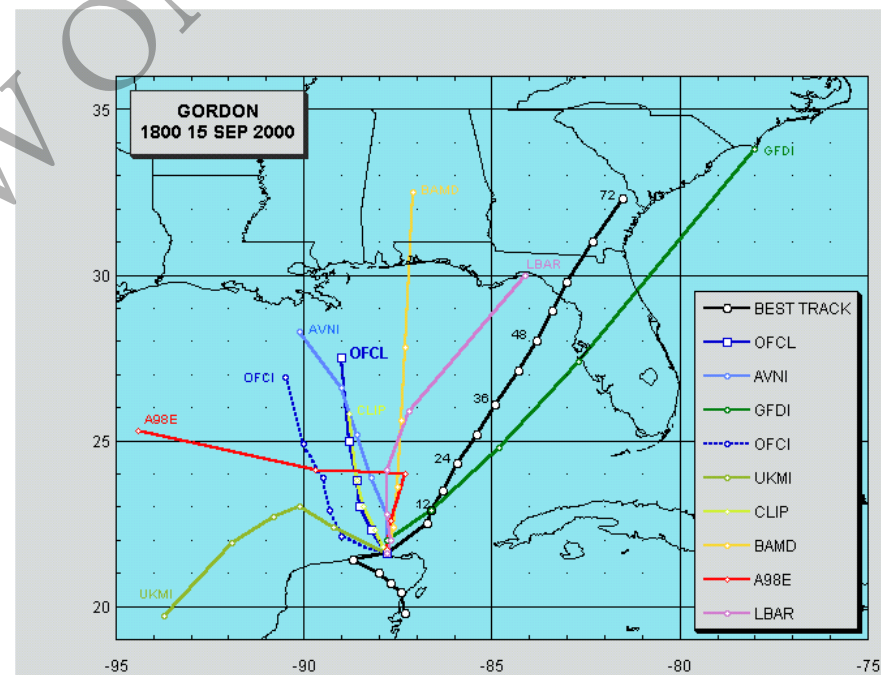 GORDON
1800 15 SEP 2000
35
30
25
20
-95
-90
-85
-80
-75
GFDI
72
BAMD
LBAR
AVNI
48
OFCL
OFCI
CLIP
36
A98E
24
12
UKMI
BEST TRACK
OFCL
AVNI
GFDI
OFCI
UKMI
CLIP
BAMD
A98E
LBAR